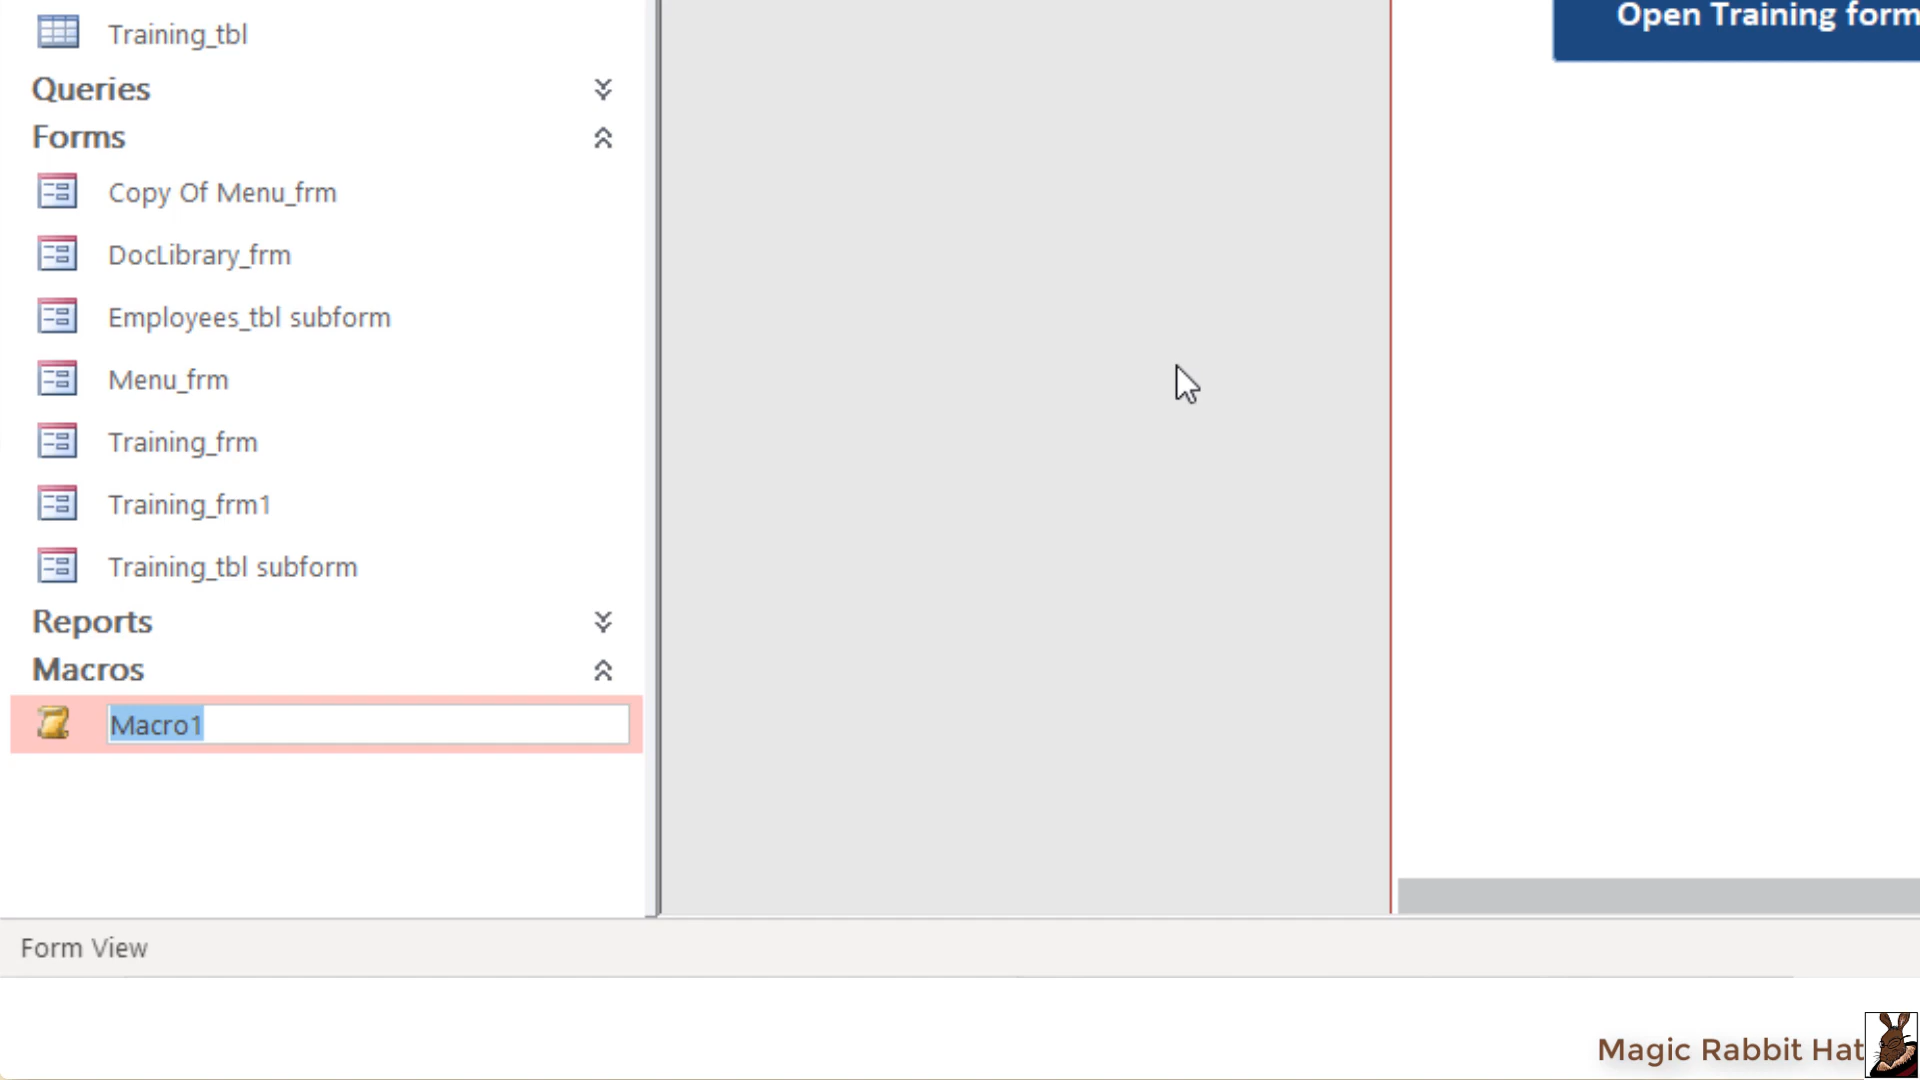 Training_tbl
Open Training form
Queries
Forms
Copy Of Menu_frm
DocLibrary_frm
Employees_tbl subform
Menu_frm
Training_frm
Training_frm1
Training_tbl subform
Reports
Macros
Macro1
Form View
Magic Rabbit Hat